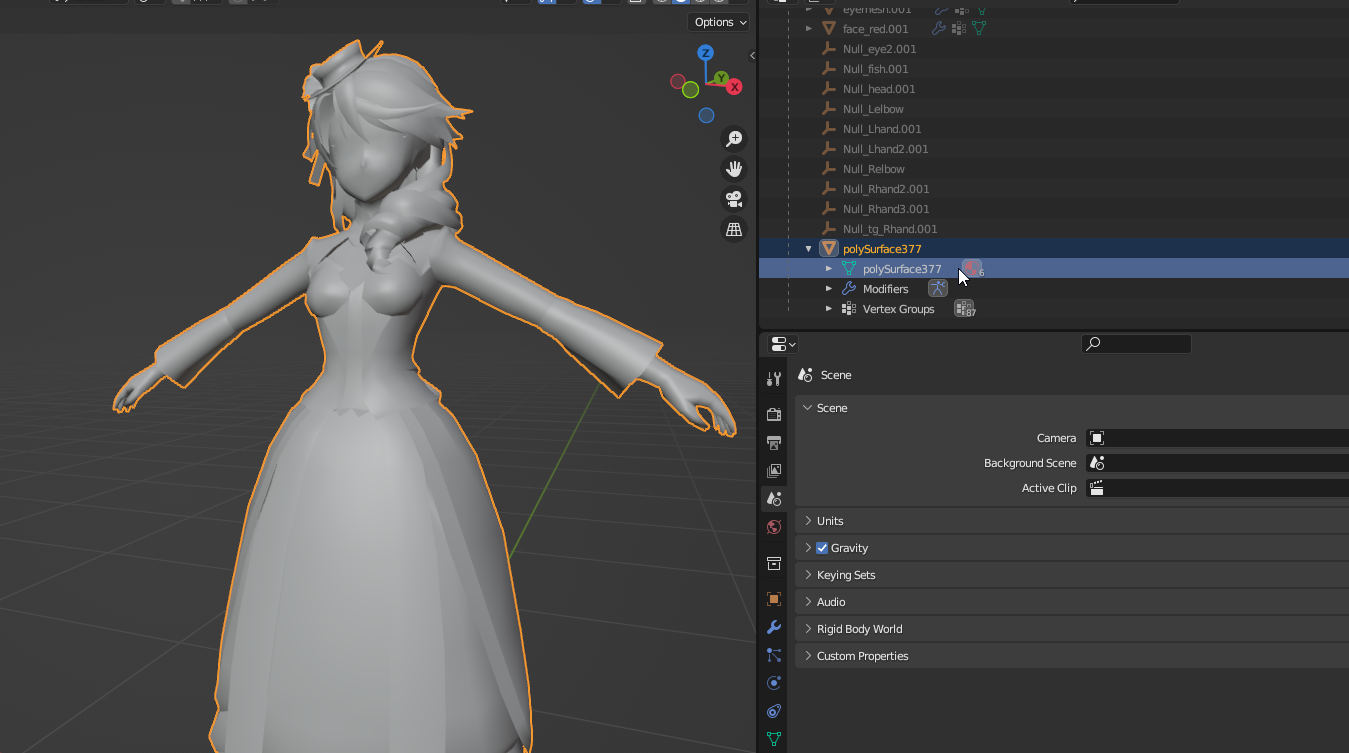 Options
Z
Y
X
eyemesh.001
face_red.001
Null_eye2.001
Null_fish.001
Null_head.001
Null_Lelbow
Null_Lhand.001
Null_Lhand2.001
Null_Relbow
Null_Rhand2.001
Null_Rhand3.001
Null_tg_Rhand.001
polySurface377
polySurface377 6
Modifiers
Vertex Groups 87
Scene
Scene
Camera
Background Scene
Active Clip
Units
Gravity
Keying Sets
Audio
Rigid Body World
Custom Properties